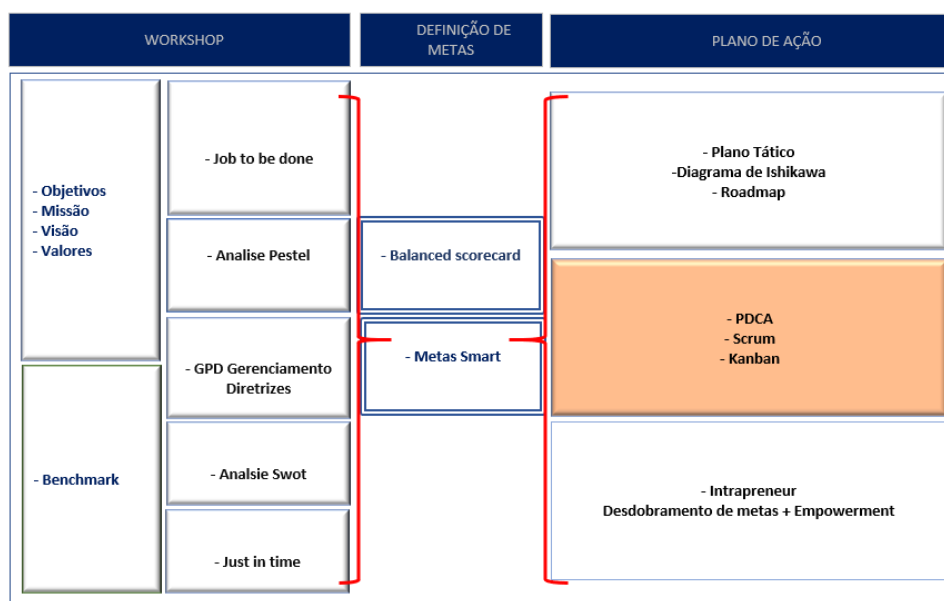 WORKSHOP
DEFINIÇÃO DE
METAS
PLANO DE AÇÃO
- Objetivos
- Missão
- Visão
- Valores
- Benchmark
- Job to be done
- Analise Pestel
- GPD Gerenciamento
Diretrizes
- Analsie Swot
- Just in time
- Balanced scorecard
- Metas Smart
- Plano Tático
-Diagrama de Ishikawa
- Roadmap
- PDCA
- Scrum
- Kanban
- Intrapreneur
Desdobramento de metas + Empowerment